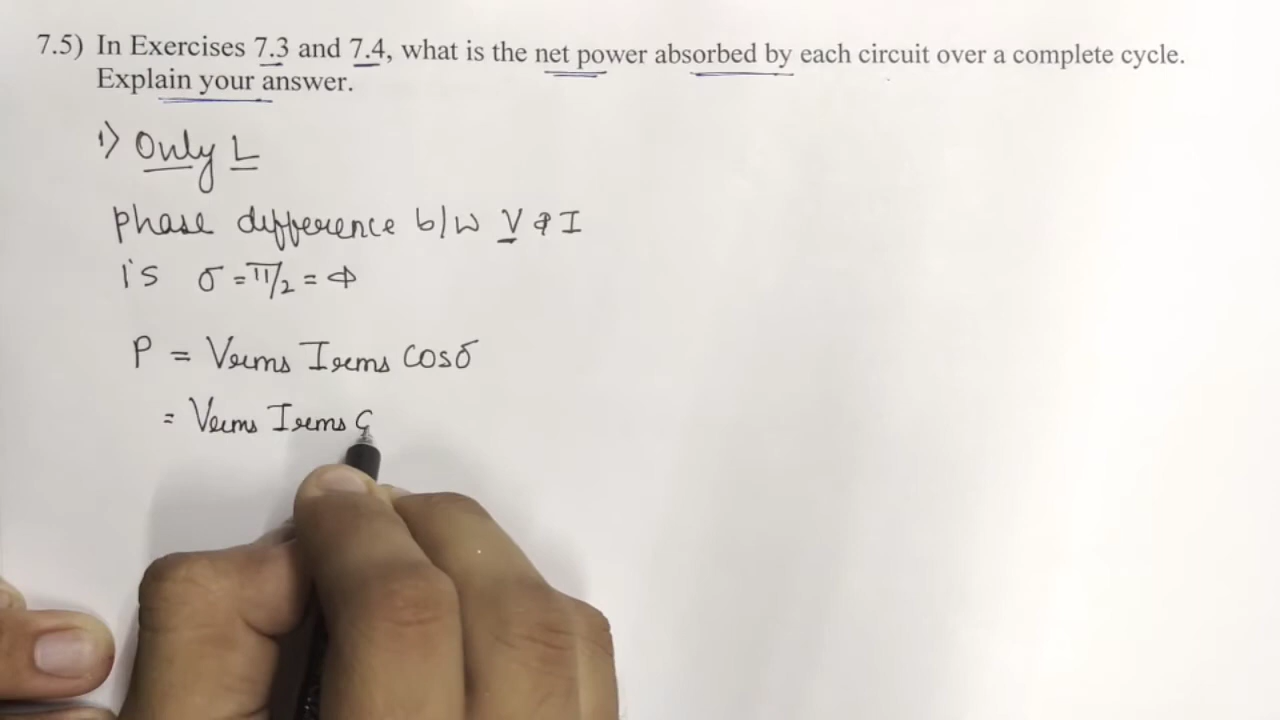 7.5) In Exercises 7.3 and 7.4, what is the net power absorbed by each circuit over a complete cycle.
Explain your answer.
1) Only L
phase difference b/w V & I
is σ = π/2 = Φ
P = Vrms Irms cosσ
= Vrms Irms C